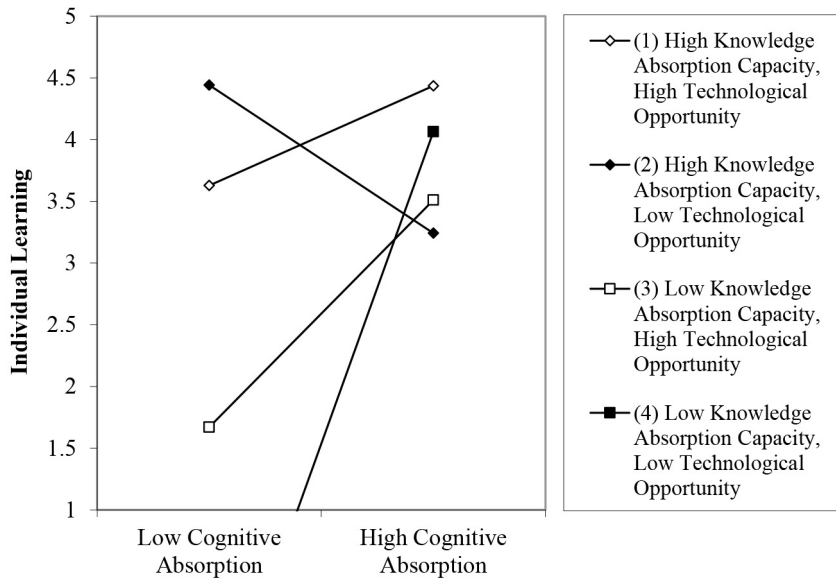 5
4.5
4
3.5
3
2.5
2
1.5
1
Individual Learning
Low Cognitive
Absorption
High Cognitive
Absorption
(1) High Knowledge
Absorption Capacity,
High Technological
Opportunity
(2) High Knowledge
Absorption Capacity,
Low Technological
Opportunity
(3) Low Knowledge
Absorption Capacity,
High Technological
Opportunity
(4) Low Knowledge
Absorption Capacity,
Low Technological
Opportunity